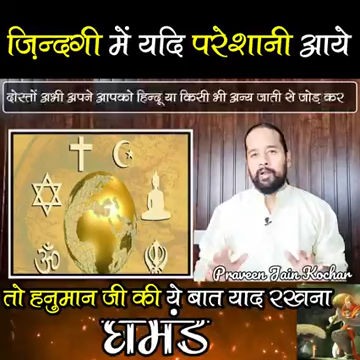 ज़िन्दगी में यदि परेशानी आये
दोस्तों अभी अपने आपको हिन्दू या किसी भी अन्य जाती से जोड़ कर
Praveen Jain Kochar
तो हनुमान जी की ये बात याद रखना
घमंड